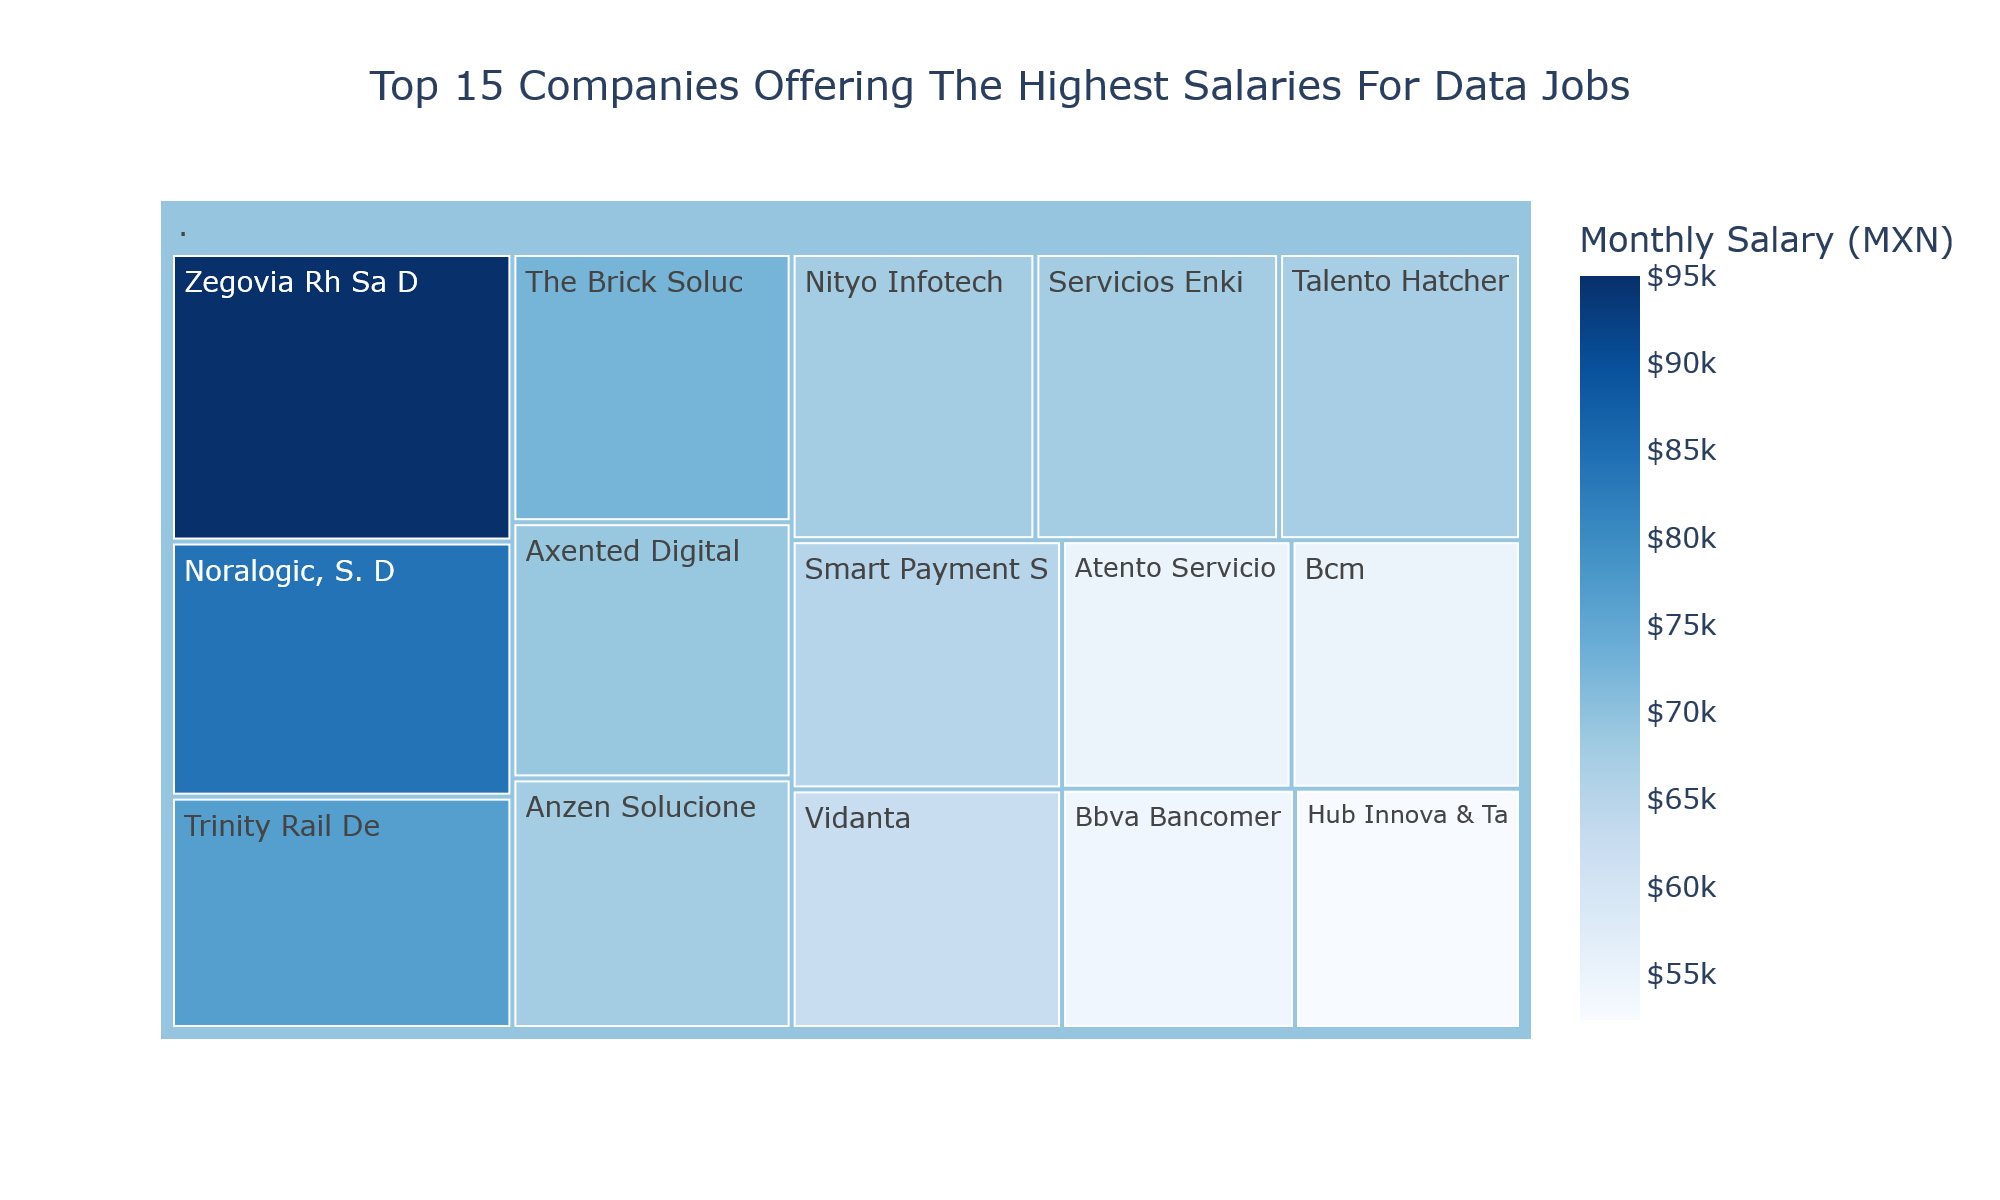 Top 15 Companies Offering The Highest Salaries For Data Jobs
.
Zegovia Rh Sa D
Noralogic, S. D
Trinity Rail De
The Brick Soluc
Axented Digital
Anzen Solucione
Nityo Infotech
Servicios Enki
Talento Hatcher
Smart Payment S
Atento Servicio
Bcm
Vidanta
Bbva Bancomer
Hub Innova & Ta
Monthly Salary (MXN)
$95k
$90k
$85k
$80k
$75k
$70k
$65k
$60k
$55k